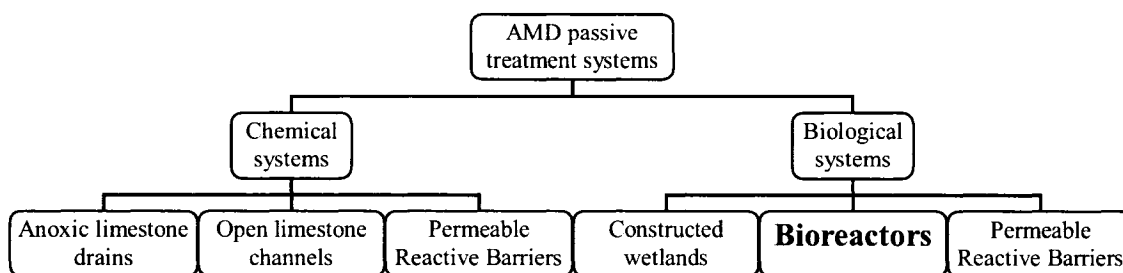 AMD passive
treatment systems
Chemical
systems
Biological
systems
Anoxic limestone
drains
Open limestone
channels
Permeable
Reactive Barriers
Constructed
wetlands
Bioreactors
Permeable
Reactive Barriers